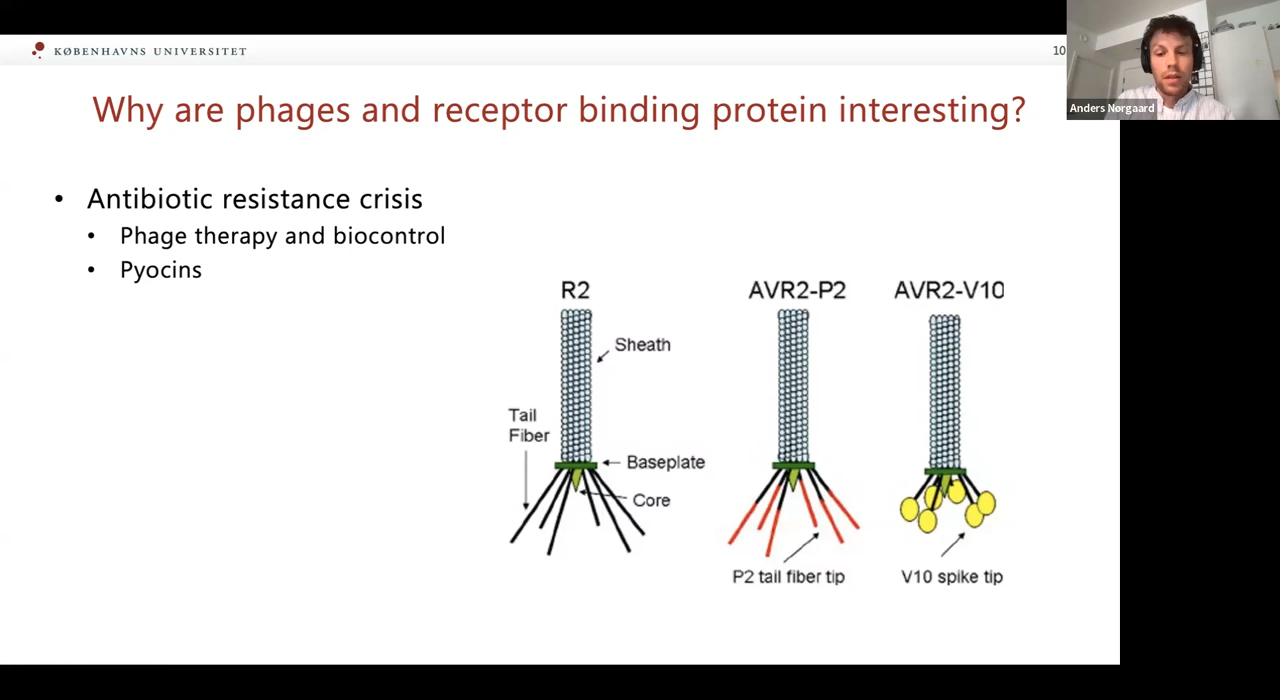 KØBENHAVNS UNIVERSITET
10
Anders Nørgaard
Why are phages and receptor binding protein interesting?
• Antibiotic resistance crisis
• Phage therapy and biocontrol
• Pyocins
R2
AVR2-P2
AVR2-V10
Sheath
Tail
Fiber
Baseplate
Core
P2 tail fiber tip
V10 spike tip